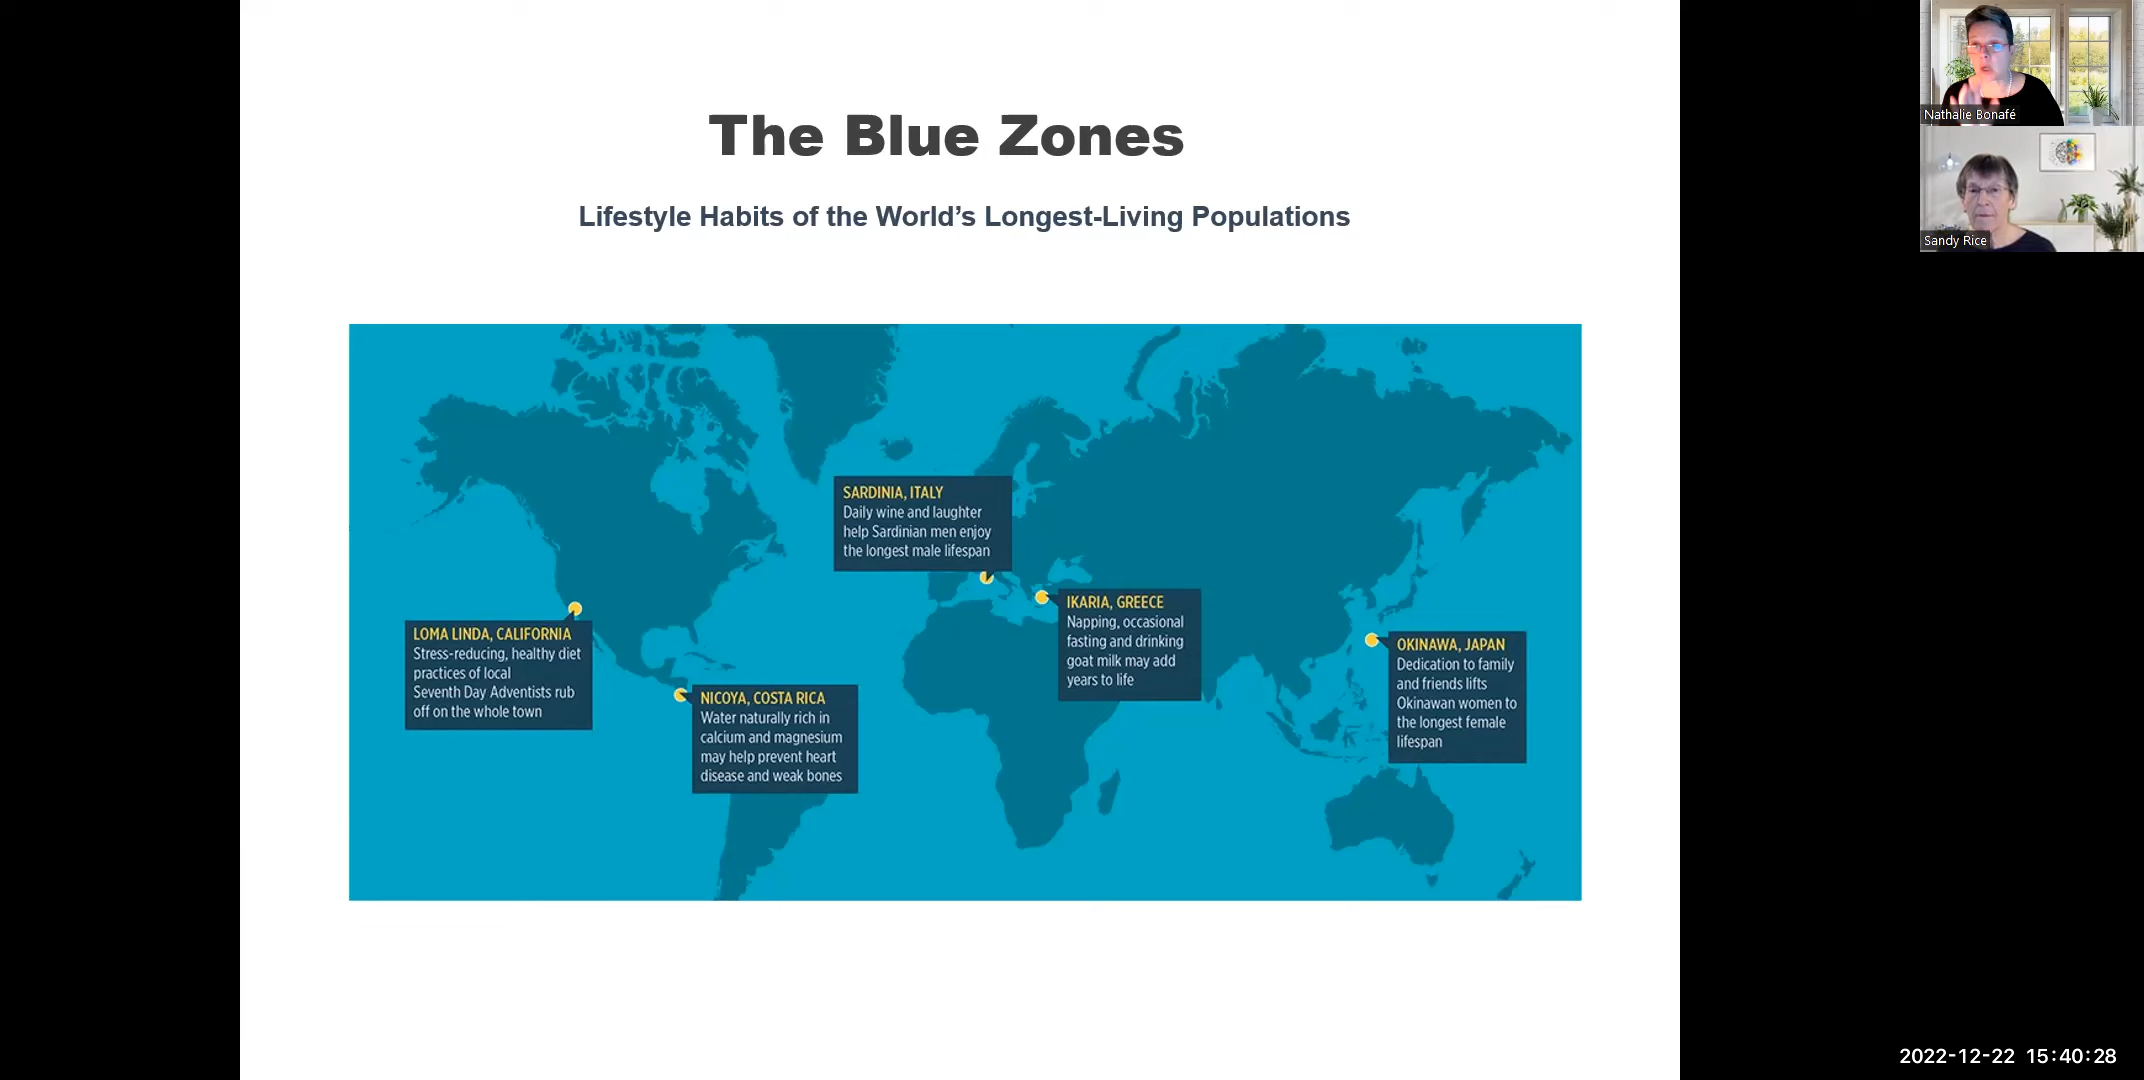 The Blue Zones
Lifestyle Habits of the World’s Longest-Living Populations
SARDINIA, ITALY
Daily wine and laughter
help Sardinian men enjoy
the longest male lifespan
IKARIA, GREECE
Napping, occasional
fasting and drinking
goat milk may add
years to life
LOMA LINDA, CALIFORNIA
Stress-reducing, healthy diet
practices of local
Seventh Day Adventists rub
off on the whole town
NICOYA, COSTA RICA
Water naturally rich in
calcium and magnesium
may help prevent heart
disease and weak bones
OKINAWA, JAPAN
Dedication to family
and friends lifts
Okinawan women to
the longest female
lifespan
Nathalie Bonafé
Sandy Rice
2022-12-22 15:40:28